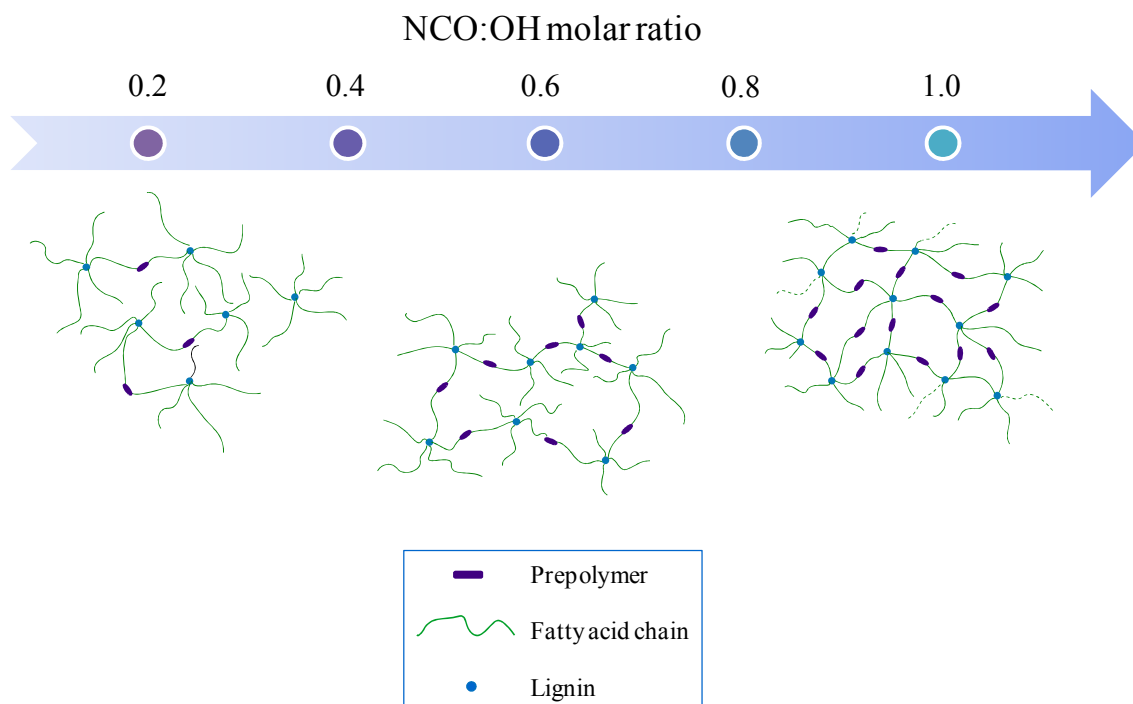 NCO:OH molar ratio
0.2 0.4 0.6 0.8 1.0
Prepolymer
Fatty acid chain
Lignin